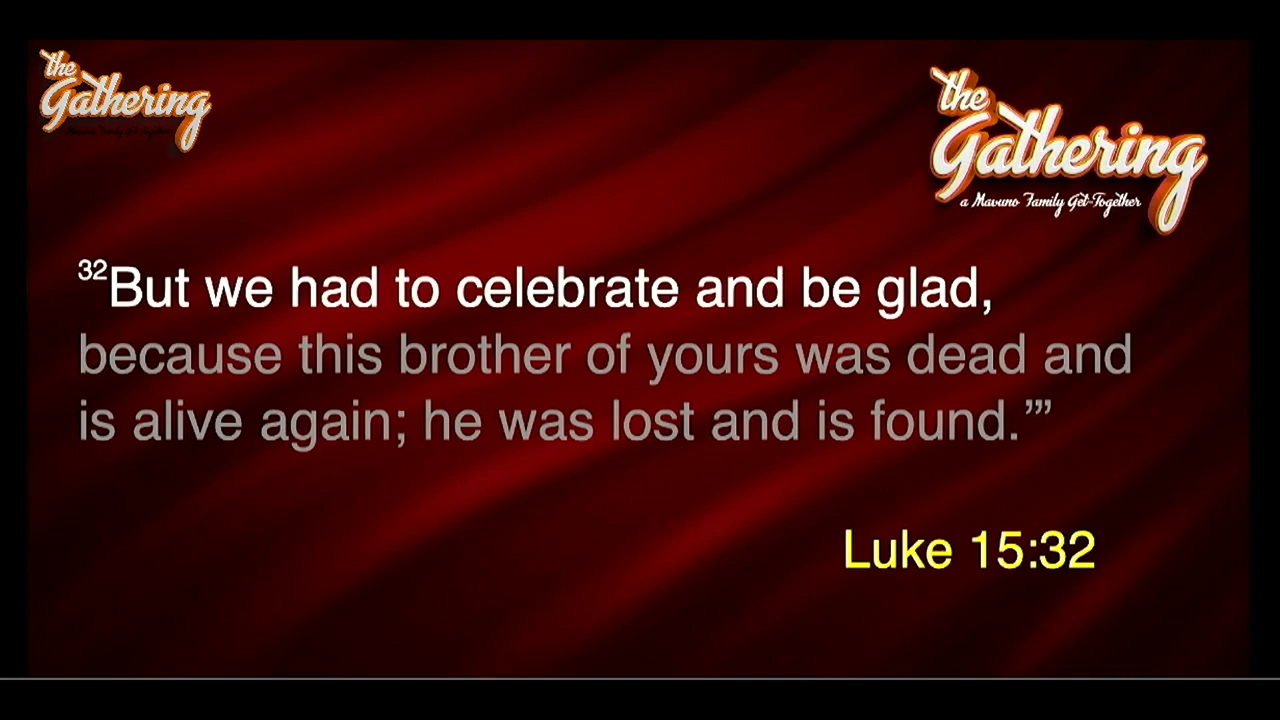 the
Gathering
the
Gathering
a Mavuno Family Get-Together
32But we had to celebrate and be glad,
because this brother of yours was dead and
is alive again; he was lost and is found.’”
Luke 15:32